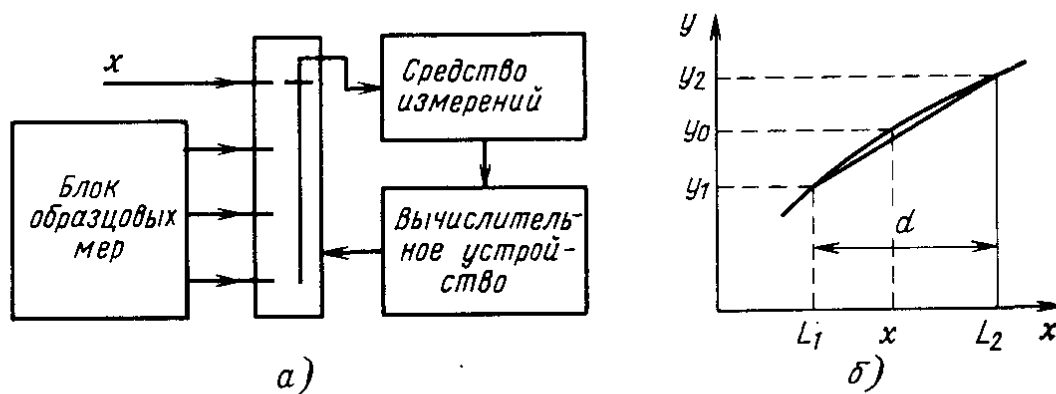 x
Средство
измерений
Блок
образцовых
мер
Вычислитель-
ное устрой-
ство
а)
y
y2
y0
y1
d
L1
x
L2
x
б)